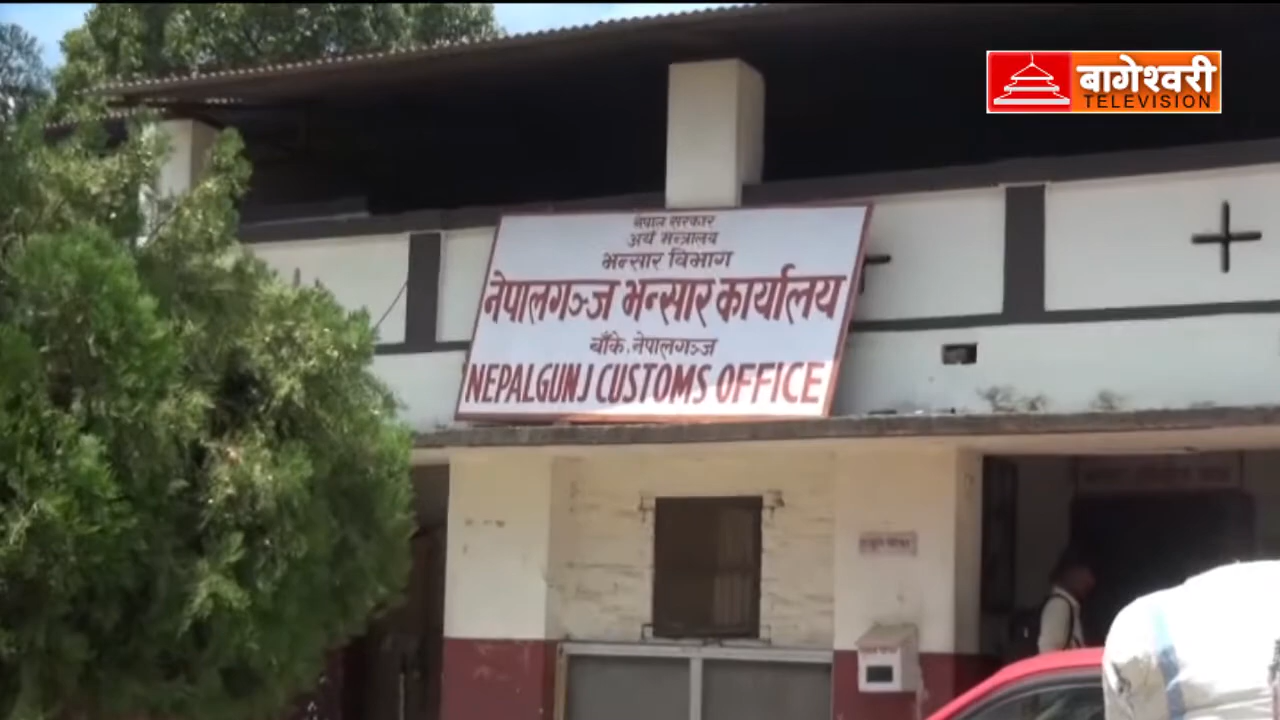 बागेश्वरी
TELEVISION
नेपाल सरकार
अर्थ मन्त्रालय
भन्सार विभाग
नेपालगञ्ज भन्सार कार्यालय
बाँके, नेपालगञ्ज
NEPALGUNJ CUSTOMS OFFICE